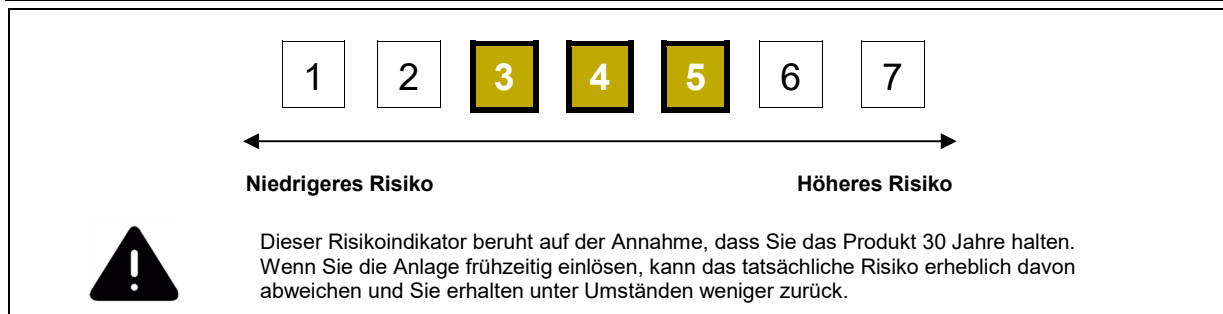 1 2 3 4 5 6 7
Niedrigeres Risiko Höheres Risiko
Dieser Risikoindikator beruht auf der Annahme, dass Sie das Produkt 30 Jahre halten.
Wenn Sie die Anlage frühzeitig einlösen, kann das tatsächliche Risiko erheblich davon
abweichen und Sie erhalten unter Umständen weniger zurück.